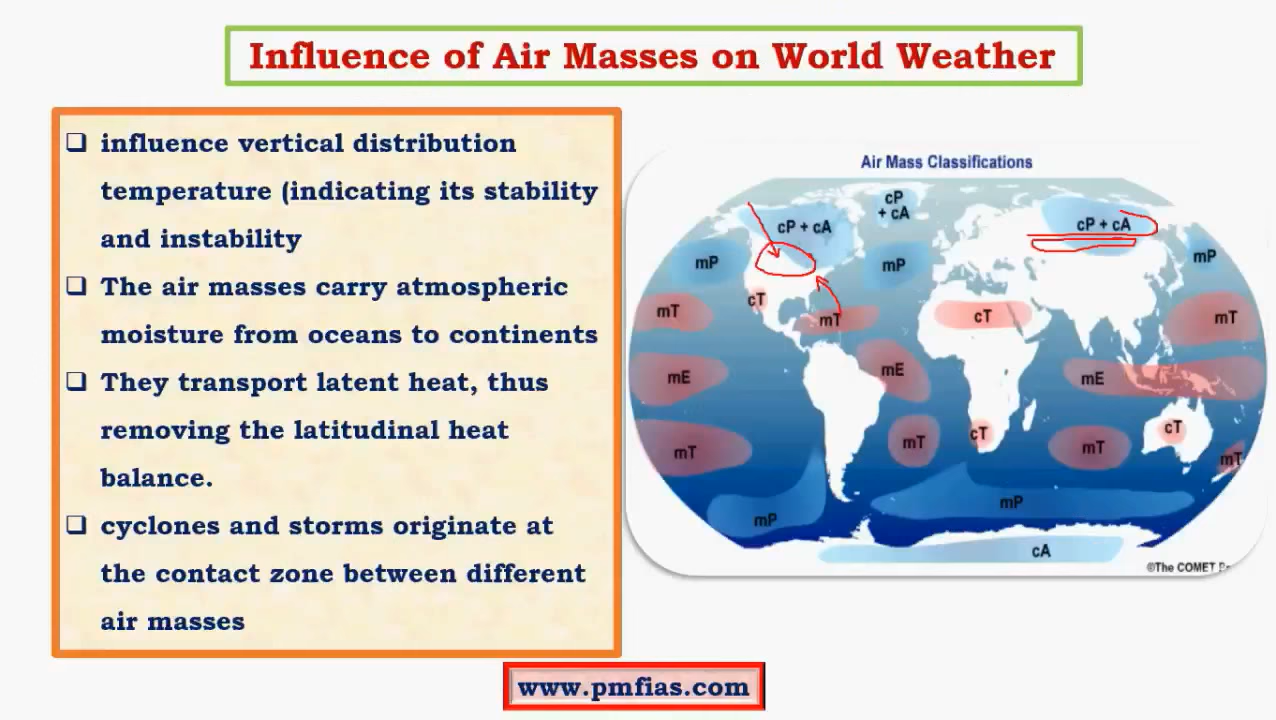 Influence of Air Masses on World Weather
❑ influence vertical distribution
temperature (indicating its stability
and instability
❑ The air masses carry atmospheric
moisture from oceans to continents
❑ They transport latent heat, thus
removing the latitudinal heat
balance.
❑ cyclones and storms originate at
the contact zone between different
air masses
Air Mass Classifications
cP
+ cA
cP + cA
cP + cA
mP
mP
mP
cT
mT
mT
cT
mT
mE
mE
mE
mT
mT
cT
mT
cT
mT
mP
mP
cA
©The COMET
www.pmfias.com